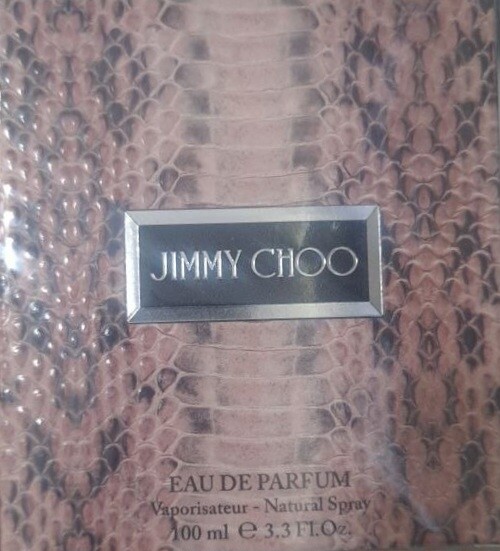 JIMMY CHOO
EAU DE PARFUM
Vaporisateur - Natural Spray
100 ml ℮ 3.3 Fl.Oz.